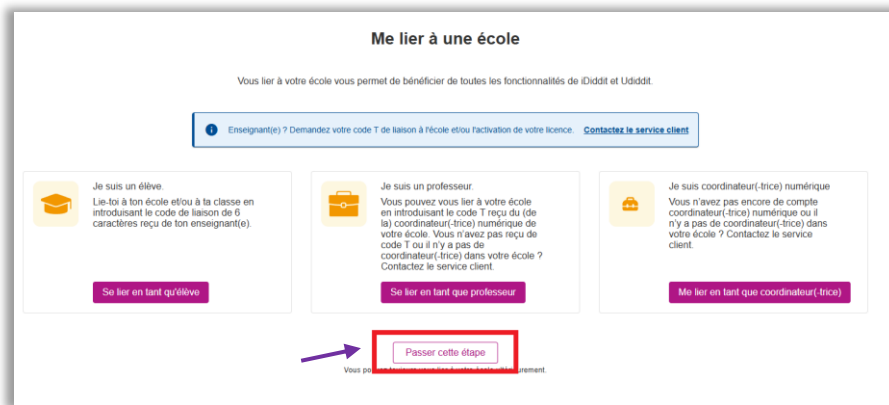 Me lier à une école
Vous lier à votre école vous permet de bénéficier de toutes les fonctionnalités de iDiddit et Udiddit.
Enseignant(e) ? Demandez votre code T de liaison à l'école et/ou l'activation de votre licence. Contactez le service client
Je suis un élève.
Lie-toi à ton école et/ou à ta classe en
introduisant le code de liaison de 6
caractères reçu de ton enseignant(e).
Se lier en tant qu'élève
Je suis un professeur.
Vous pouvez vous lier à votre école
en introduisant le code T reçu du (de
la) coordinateur(-trice) numérique de
votre école. Vous n'avez pas reçu de
code T ou il n'y a pas de
coordinateur(-trice) dans votre école ?
Contactez le service client.
Se lier en tant que professeur
Je suis coordinateur(-trice) numérique
Vous n'avez pas encore de compte
coordinateur(-trice) numérique ou il
n'y a pas de coordinateur(-trice) dans
votre école ? Contactez le service
client.
Me lier en tant que coordinateur(-trice)
Passer cette étape
Vous